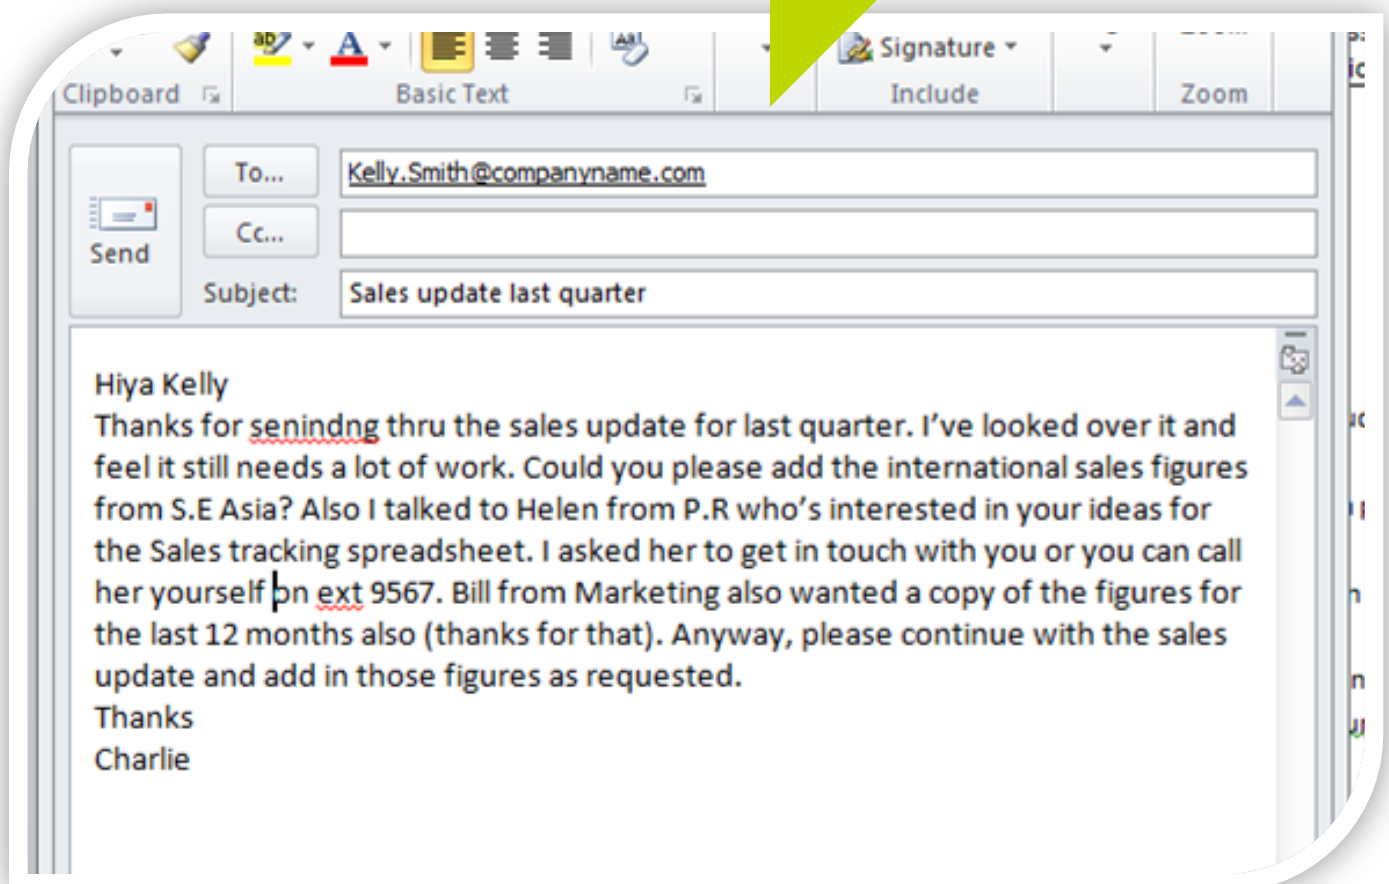 ab A Aa
Signature
Clipboard Basic Text Include Zoom
To... Kelly.Smith@companyname.com
Cc...
Send
Subject: Sales update last quarter
Hiya Kelly
Thanks for senindng thru the sales update for last quarter. I’ve looked over it and
feel it still needs a lot of work. Could you please add the international sales figures
from S.E Asia? Also I talked to Helen from P.R who’s interested in your ideas for
the Sales tracking spreadsheet. I asked her to get in touch with you or you can call
her yourself on ext 9567. Bill from Marketing also wanted a copy of the figures for
the last 12 months also (thanks for that). Anyway, please continue with the sales
update and add in those figures as requested.
Thanks
Charlie